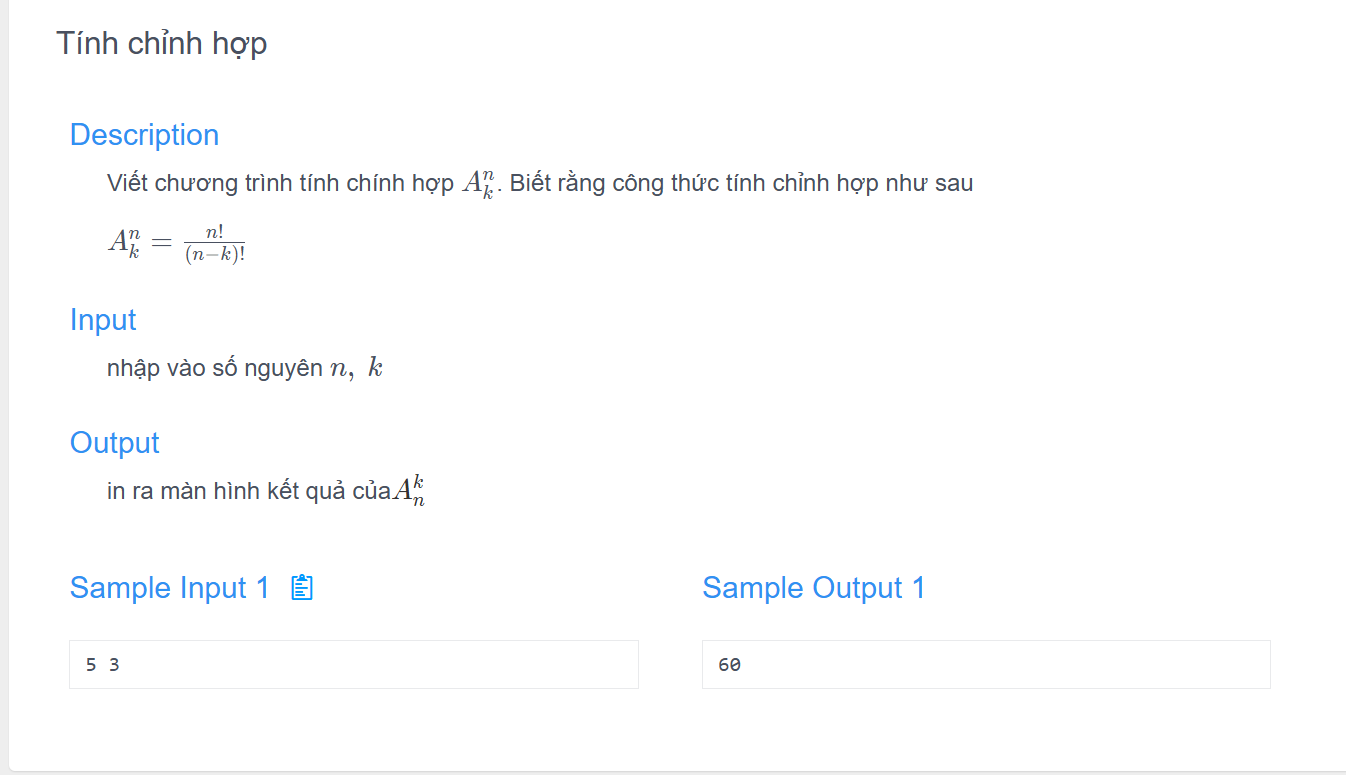 Tính chỉnh hợp
Description
Viết chương trình tính chính hợp $A_k^n$. Biết rằng công thức tính chỉnh hợp như sau
$A_k^n = \frac{n!}{(n-k)!}$
Input
nhập vào số nguyên $n,\ k$
Output
in ra màn hình kết quả của$A_n^k$
Sample Input 1
Sample Output 1
5 3
60